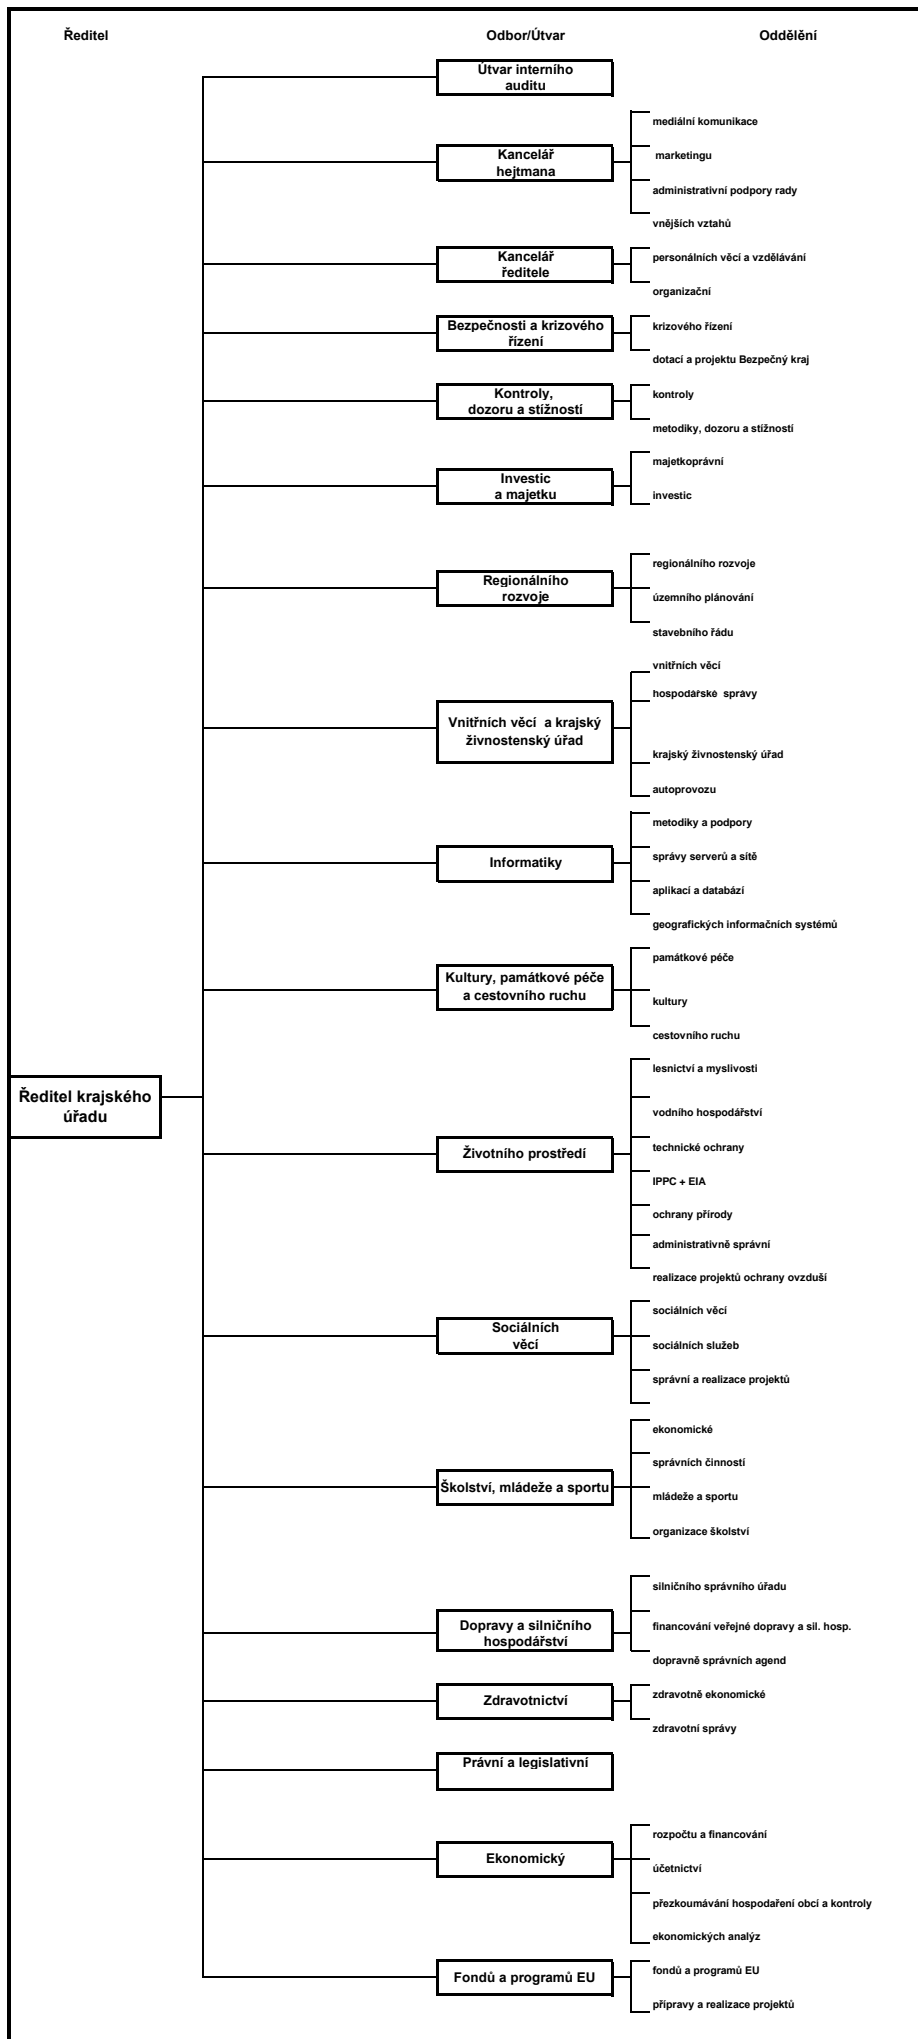 Ředitel
Odbor/Útvar
Oddělění
Útvar interního
auditu
mediální komunikace
Kancelář
hejtmana
marketingu
administrativní podpory rady
vnějších vztahů
Kancelář
ředitele
personálních věcí a vzdělávání
organizační
Bezpečnosti a krizového
řízení
krizového řízení
dotací a projektu Bezpečný kraj
Kontroly,
dozoru a stížností
kontroly
metodiky, dozoru a stížností
Investic
a majetku
majetkoprávní
investic
Regionálního
rozvoje
regionálního rozvoje
územního plánování
stavebního řádu
Vnitřních věcí a krajský
živnostenský úřad
vnitřních věcí
hospodářské správy
krajský živnostenský úřad
autoprovozu
Informatiky
metodiky a podpory
správy serverů a sítě
aplikací a databází
geografických informačních systémů
Kultury, památkové péče
a cestovního ruchu
památkové péče
kultury
cestovního ruchu
Ředitel krajského
úřadu
Životního prostředí
lesnictví a myslivosti
vodního hospodářství
technické ochrany
IPPC + EIA
ochrany přírody
administrativně správní
realizace projektů ochrany ovzduší
Sociálních
věcí
sociálních věcí
sociálních služeb
správní a realizace projektů
Školství, mládeže a sportu
ekonomické
správních činností
mládeže a sportu
organizace školství
Dopravy a silničního
hospodářství
silničního správního úřadu
financování veřejné dopravy a sil. hosp.
dopravně správních agend
Zdravotnictví
zdravotně ekonomické
zdravotní správy
Právní a legislativní
Ekonomický
rozpočtu a financování
účetnictví
přezkoumávání hospodaření obcí a kontroly
ekonomických analýz
Fondů a programů EU
fondů a programů EU
přípravy a realizace projektů